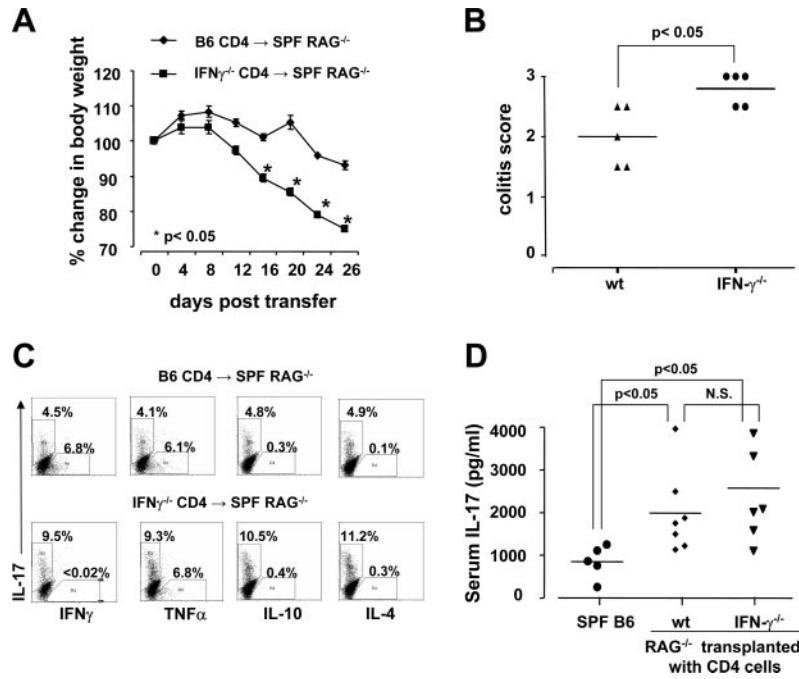 A
B6 CD4 → SPF RAG-/-
IFNγ-/- CD4 → SPF RAG-/-
% change in body weight
120
110
100
90
80
70
* * * *
* p< 0.05
0 4 8 12 16 20 24 26
days post transfer
B
p< 0.05
colitis score
3
2
1
0
wt IFN-γ-/-
C
B6 CD4 → SPF RAG-/-
4.5% 4.1% 4.8% 4.9%
6.8% 6.1% 0.3% 0.1%
IFNγ-/- CD4 → SPF RAG-/-
9.5% 9.3% 10.5% 11.2%
<0.02% 6.8% 0.4% 0.3%
IL-17
IFNγ TNFα IL-10 IL-4
D
p<0.05
p<0.05 N.S.
Serum IL-17 (pg/ml)
4000
3000
2000
1000
0
SPF B6 wt IFN-γ-/-
RAG-/- transplanted
with CD4 cells